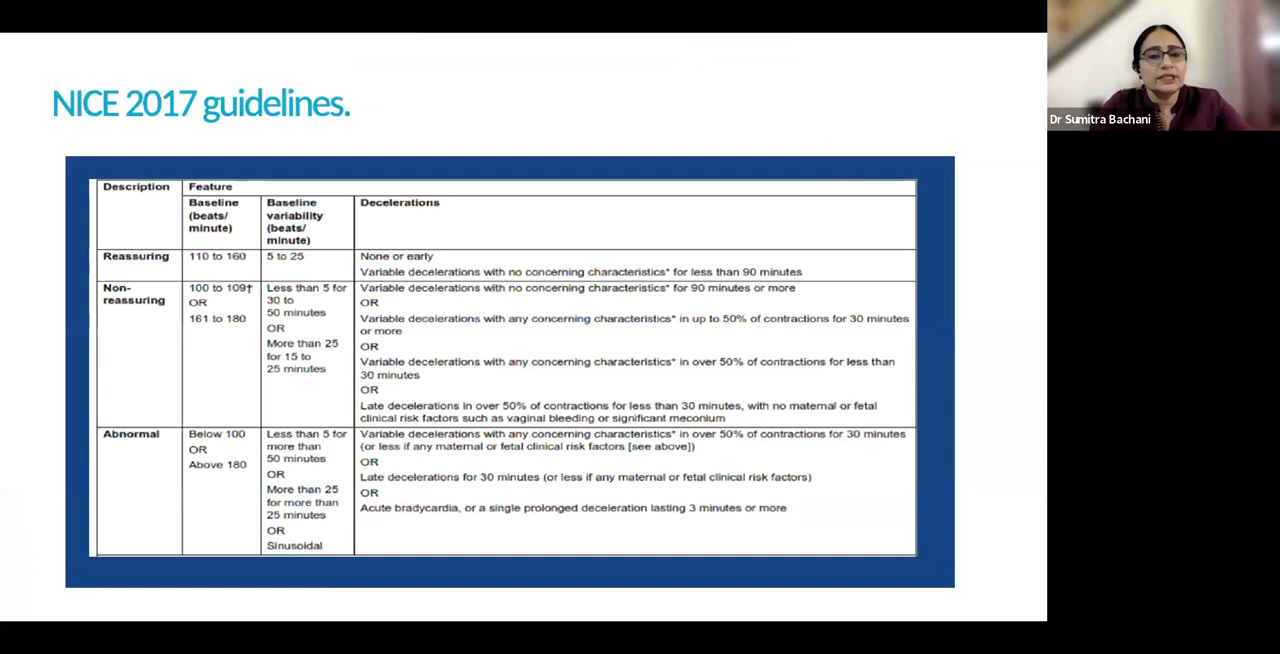 NICE 2017 guidelines.
Dr Sumitra Bachani
Description
Feature
Baseline
(beats/
minute)
Baseline
variability
(beats/
minute)
Decelerations
Reassuring
110 to 160
5 to 25
None or early
Variable decelerations with no concerning characteristics* for less than 90 minutes
Non-
reassuring
100 to 109†
OR
161 to 180
Less than 5 for
30 to
50 minutes
OR
More than 25
for 15 to
25 minutes
Variable decelerations with no concerning characteristics* for 90 minutes or more
OR
Variable decelerations with any concerning characteristics* in up to 50% of contractions for 30 minutes
or more
OR
Variable decelerations with any concerning characteristics* in over 50% of contractions for less than
30 minutes
OR
Late decelerations in over 50% of contractions for less than 30 minutes, with no maternal or fetal
clinical risk factors such as vaginal bleeding or significant meconium
Abnormal
Below 100
OR
Above 180
Less than 5 for
more than
50 minutes
OR
More than 25
for more than
25 minutes
OR
Sinusoidal
Variable decelerations with any concerning characteristics* in over 50% of contractions for 30 minutes
(or less if any maternal or fetal clinical risk factors [see above])
OR
Late decelerations for 30 minutes (or less if any maternal or fetal clinical risk factors)
OR
Acute bradycardia, or a single prolonged deceleration lasting 3 minutes or more